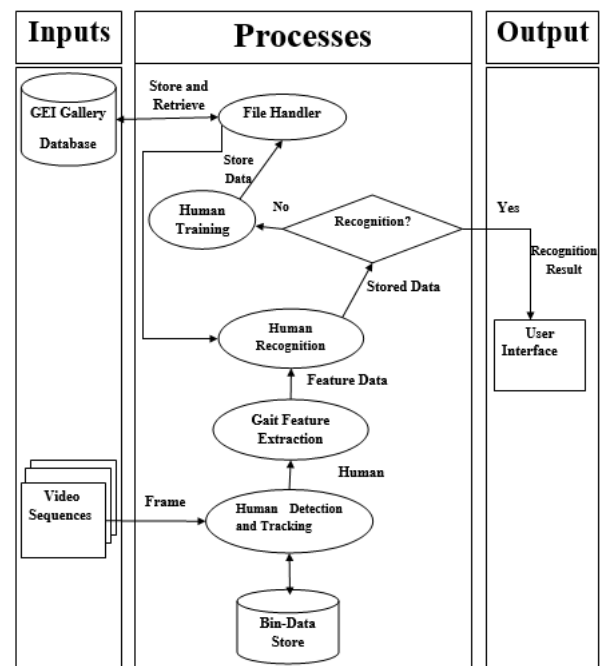 Inputs
Processes
Output
GEI Gallery
Database
Store and
Retrieve
File Handler
Store
Data
Human
Training
No
Recognition?
Yes
Recognition
Result
User
Interface
Stored Data
Human
Recognition
Feature Data
Gait Feature
Extraction
Human
Video
Sequences
Frame
Human Detection
and Tracking
Bin-Data
Store